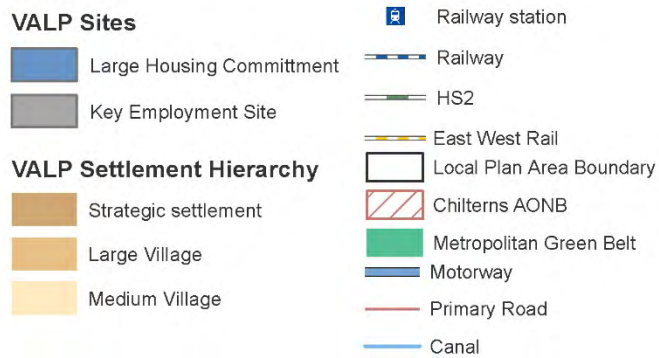 VALP Sites
Large Housing Committment
Key Employment Site
VALP Settlement Hierarchy
Strategic settlement
Large Village
Medium Village
Railway station
Railway
HS2
East West Rail
Local Plan Area Boundary
Chilterns AONB
Metropolitan Green Belt
Motorway
Primary Road
Canal